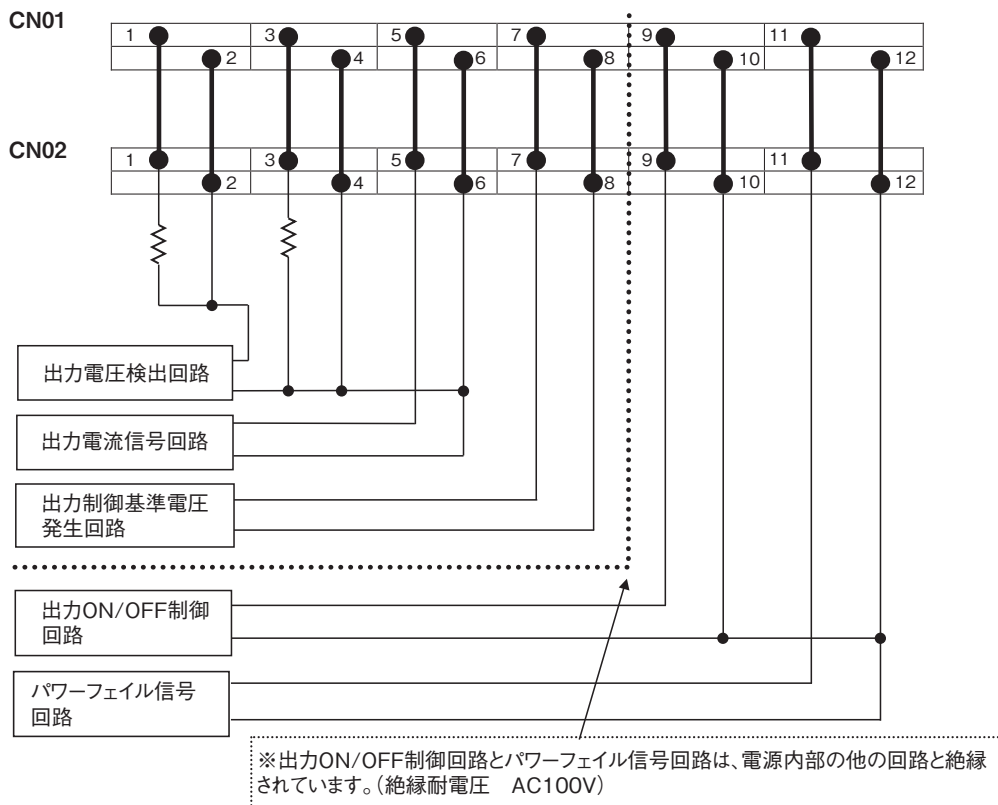 CN01
1 3 5 7 9 11
2 4 6 8 10 12
CN02
1 3 5 7 9 11
2 4 6 8 10 12
出力電圧検出回路
出力電流信号回路
出力制御基準電圧
発生回路
出力ON/OFF制御
回路
パワーフェイル信号
回路
※出力ON/OFF制御回路とパワーフェイル信号回路は、電源内部の他の回路と絶縁
されています。(絶縁耐電圧　AC100V)